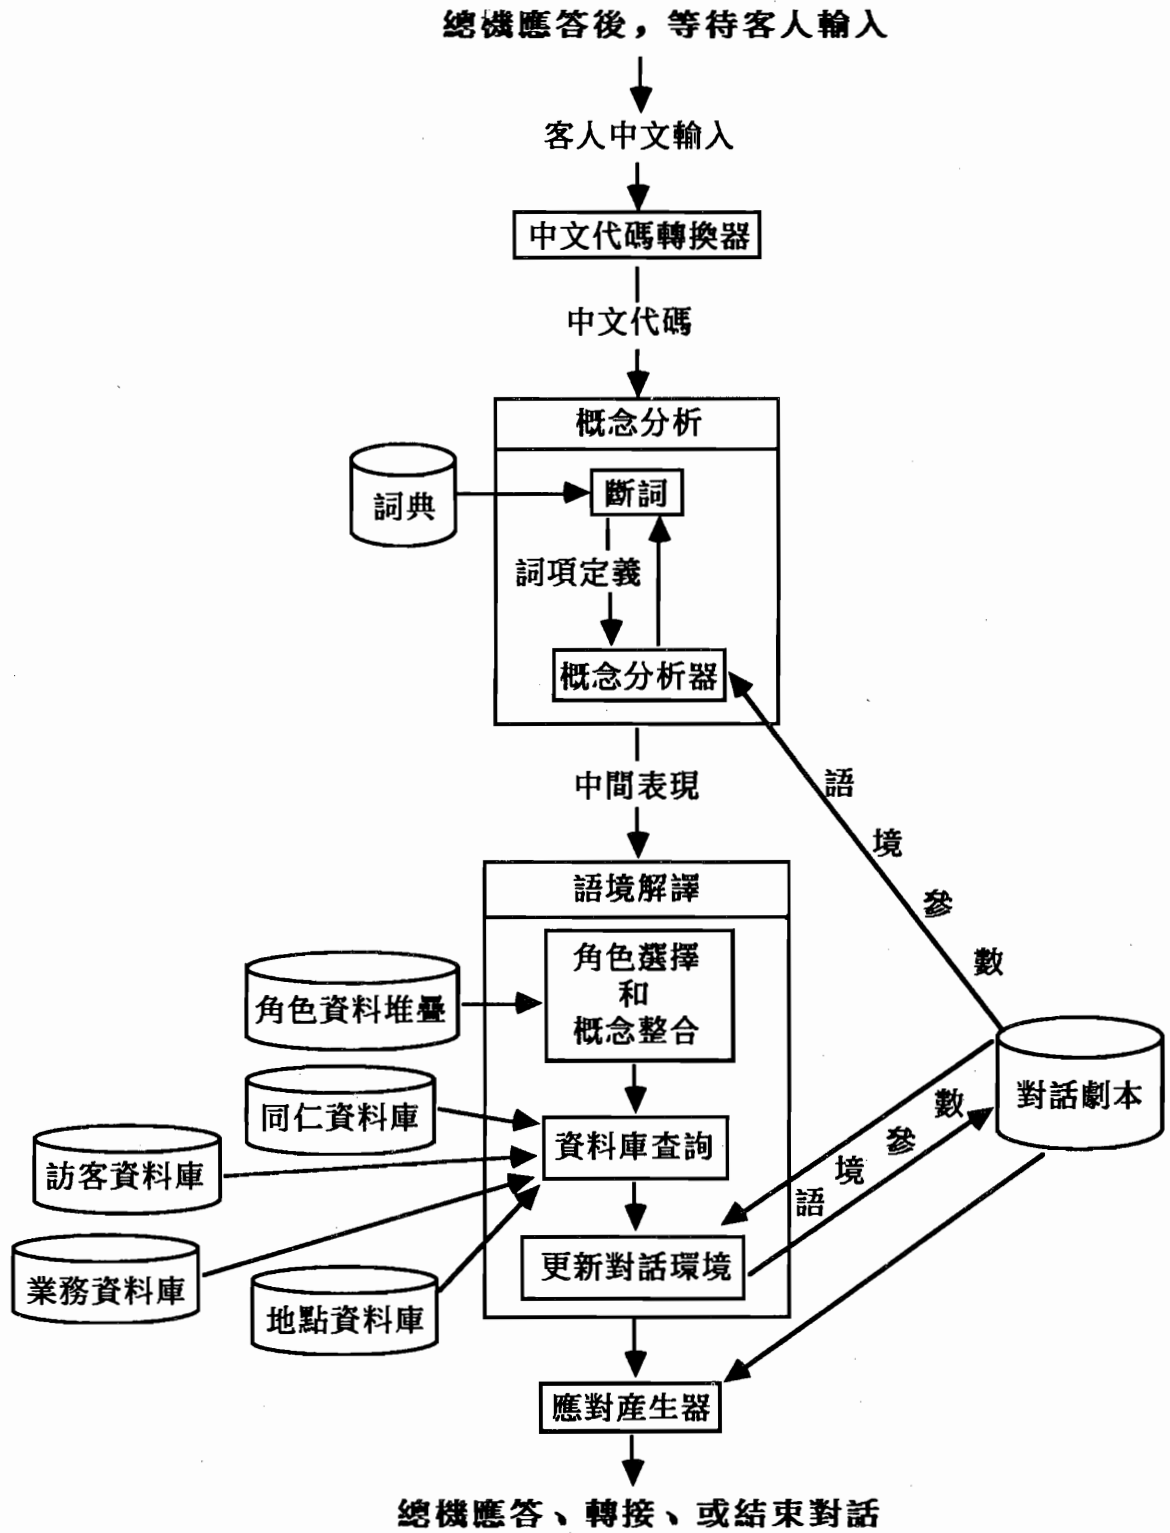 總機應答後，等待客人輸入
客人中文輸入
中文代碼轉換器
中文代碼
概念分析
詞典
斷詞
詞項定義
概念分析器
中間表現
語境參數
語境解譯
角色選擇
和
概念整合
角色資料堆疊
同仁資料庫
資料庫查詢
訪客資料庫
對話劇本
語境參數
更新對話環境
業務資料庫
地點資料庫
應對產生器
總機應答、轉接、或結束對話